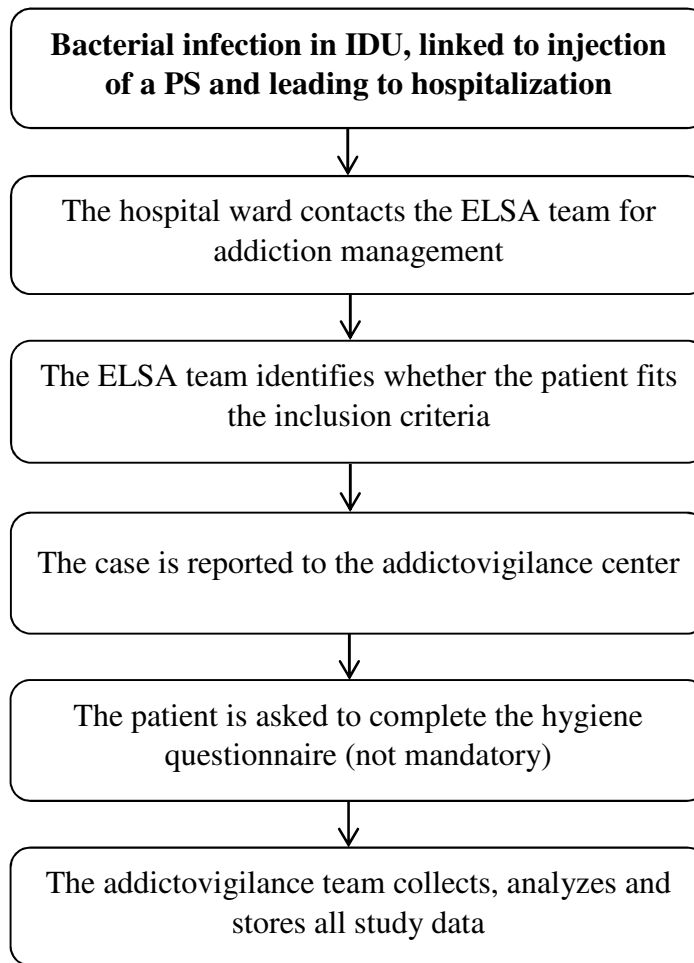 Bacterial infection in IDU, linked to injection
of a PS and leading to hospitalization
The hospital ward contacts the ELSA team for
addiction management
The ELSA team identifies whether the patient fits
the inclusion criteria
The case is reported to the addictovigilance center
The patient is asked to complete the hygiene
questionnaire (not mandatory)
The addictovigilance team collects, analyzes and
stores all study data